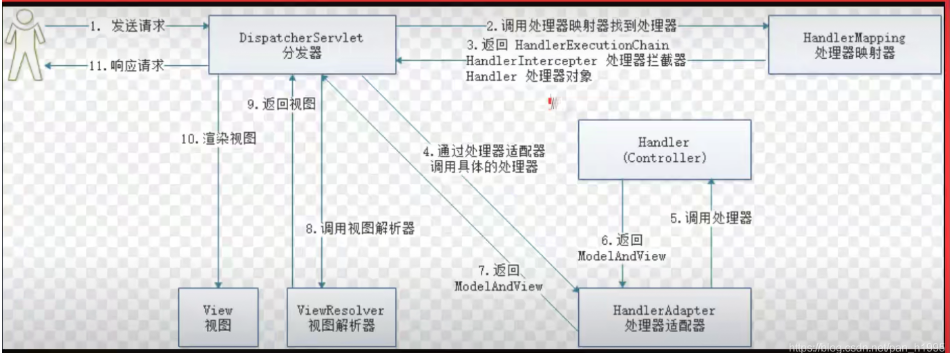 1. 发送请求
11.响应请求
DispatcherServlet
分发器
2.调用处理器映射器找到处理器
3.返回 HandlerExecutionChain
HandlerIntercepter 处理器拦截器
Handler 处理器对象
HandlerMapping
处理器映射器
9.返回视图
10.渲染视图
4.通过处理器适配器
调用具体的处理器
Handler
(Controller)
8.调用视图解析器
5.调用处理器
6.返回
ModelAndView
7.返回
ModelAndView
View
视图
ViewResolver
视图解析器
HandlerAdapter
处理器适配器